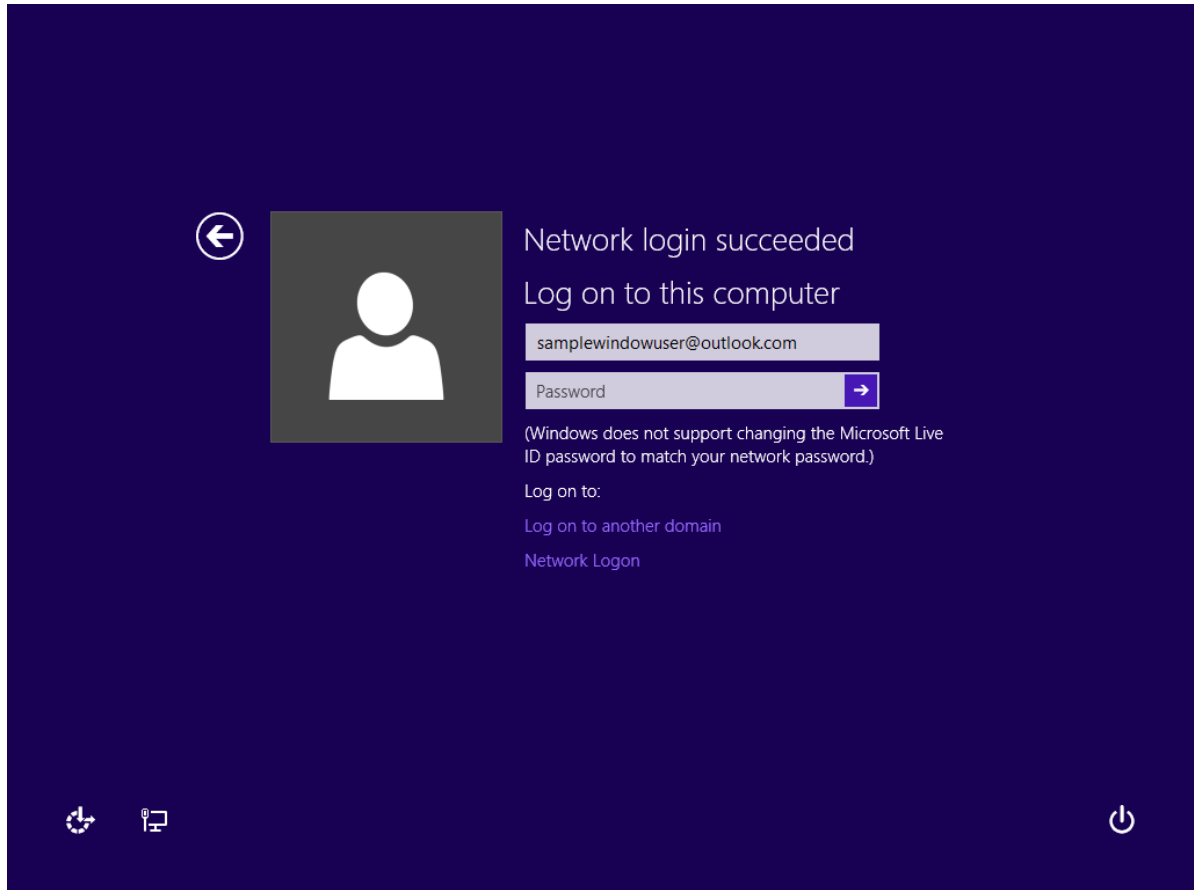 Network login succeeded
Log on to this computer
samplewindowuser@outlook.com
Password
(Windows does not support changing the Microsoft Live
ID password to match your network password.)
Log on to:
Log on to another domain
Network Logon